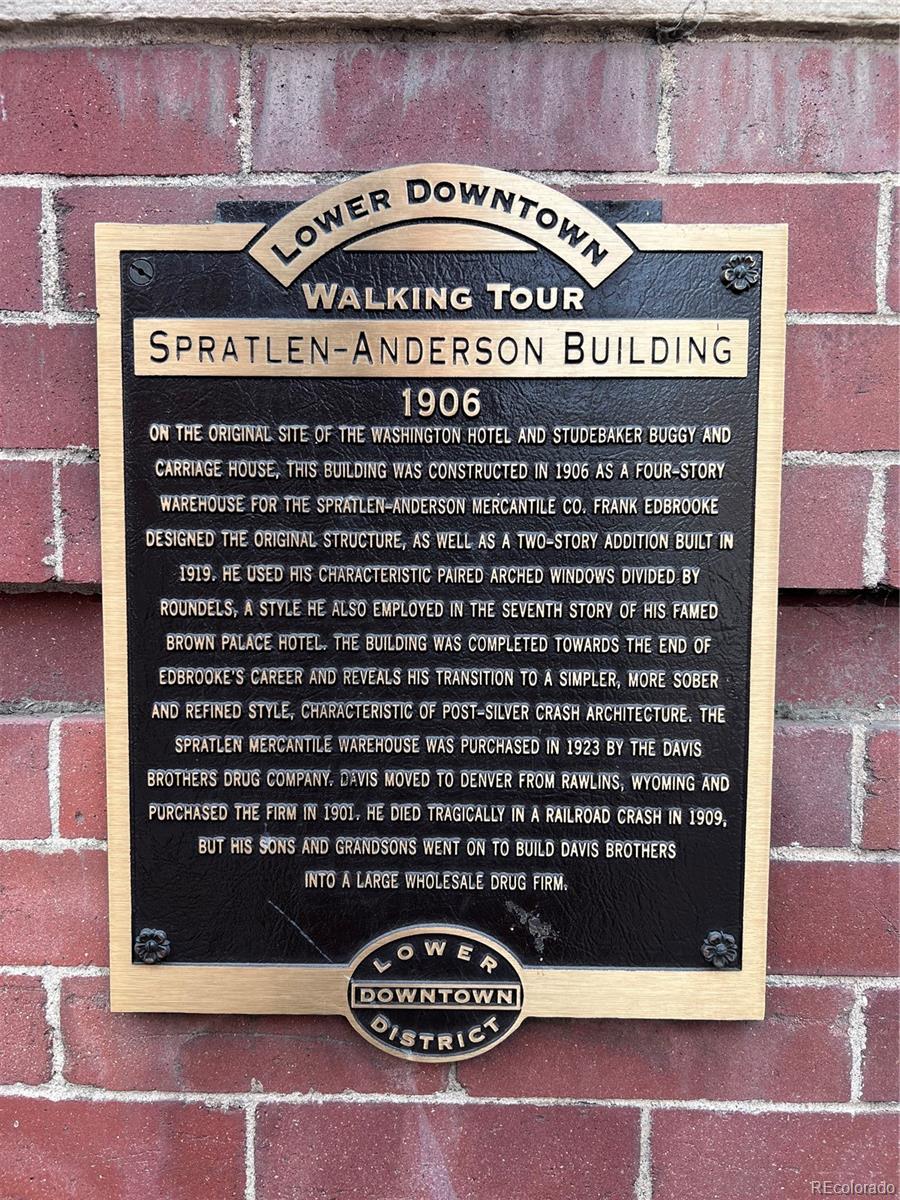 LOWER DOWNTOWN
WALKING TOUR
SPRATLEN-ANDERSON BUILDING
1906
ON THE ORIGINAL SITE OF THE WASHINGTON HOTEL AND STUDEBAKER BUGGY AND
CARRIAGE HOUSE, THIS BUILDING WAS CONSTRUCTED IN 1906 AS A FOUR-STORY
WAREHOUSE FOR THE SPRATLEN-ANDERSON MERCANTILE CO. FRANK EDBROOKE
DESIGNED THE ORIGINAL STRUCTURE, AS WELL AS A TWO-STORY ADDITION BUILT IN
1919. HE USED HIS CHARACTERISTIC PAIRED ARCHED WINDOWS DIVIDED BY
ROUNDELS, A STYLE HE ALSO EMPLOYED IN THE SEVENTH STORY OF HIS FAMED
BROWN PALACE HOTEL. THE BUILDING WAS COMPLETED TOWARDS THE END OF
EDBROOKE'S CAREER AND REVEALS HIS TRANSITION TO A SIMPLER, MORE SOBER
AND REFINED STYLE, CHARACTERISTIC OF POST-SILVER CRASH ARCHITECTURE. THE
SPRATLEN MERCANTILE WAREHOUSE WAS PURCHASED IN 1923 BY THE DAVIS
BROTHERS DRUG COMPANY. DAVIS MOVED TO DENVER FROM RAWLINS, WYOMING AND
PURCHASED THE FIRM IN 1901. HE DIED TRAGICALLY IN A RAILROAD CRASH IN 1909,
BUT HIS SONS AND GRANDSONS WENT ON TO BUILD DAVIS BROTHERS
INTO A LARGE WHOLESALE DRUG FIRM.
LOWER
DOWNTOWN
DISTRICT
REcolorado